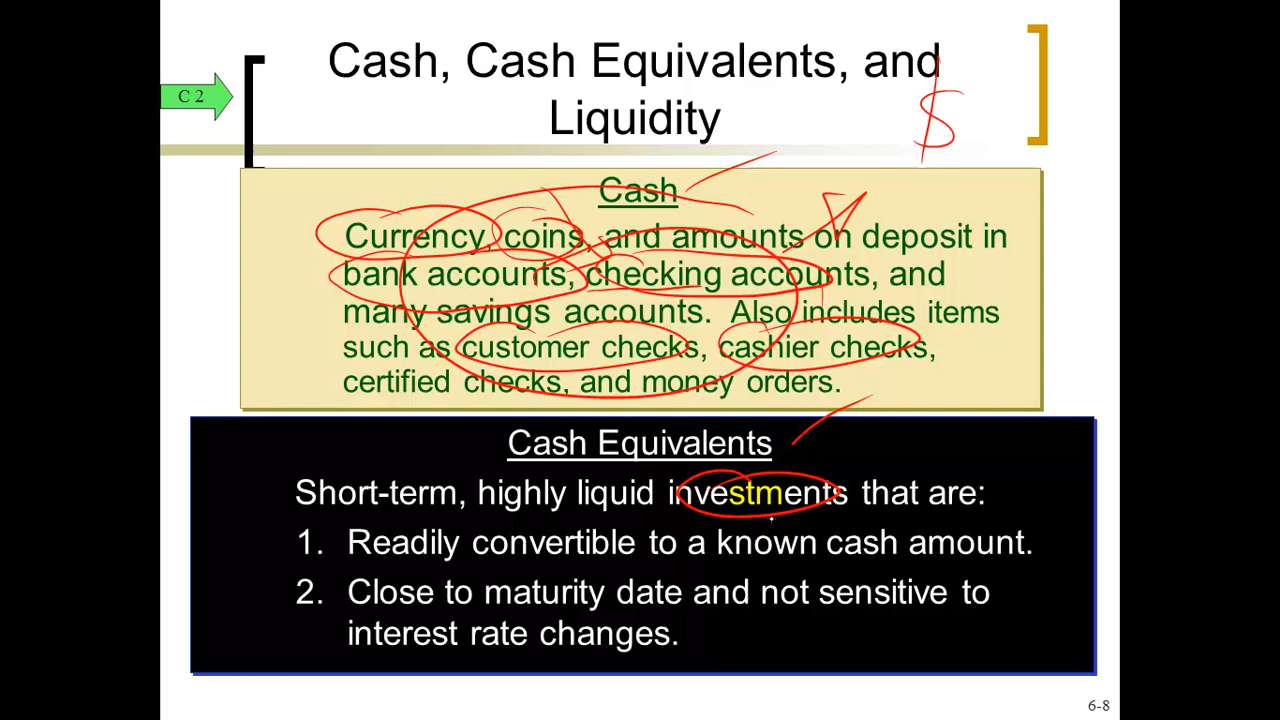 Cash, Cash Equivalents, and
Liquidity
C 2
$
Cash
Currency, coins, and amounts on deposit in
bank accounts, checking accounts, and
many savings accounts. Also includes items
such as customer checks, cashier checks,
certified checks, and money orders.
Cash Equivalents
Short-term, highly liquid investments that are:
1. Readily convertible to a known cash amount.
2. Close to maturity date and not sensitive to
interest rate changes.
6-8